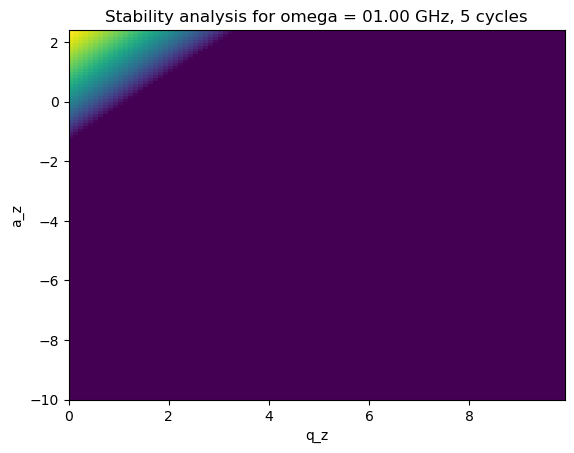 Stability analysis for omega = 01.00 GHz, 5 cycles
2
0
−2
−4
−6
−8
−10
a_z
0 2 4 6 8
q_z